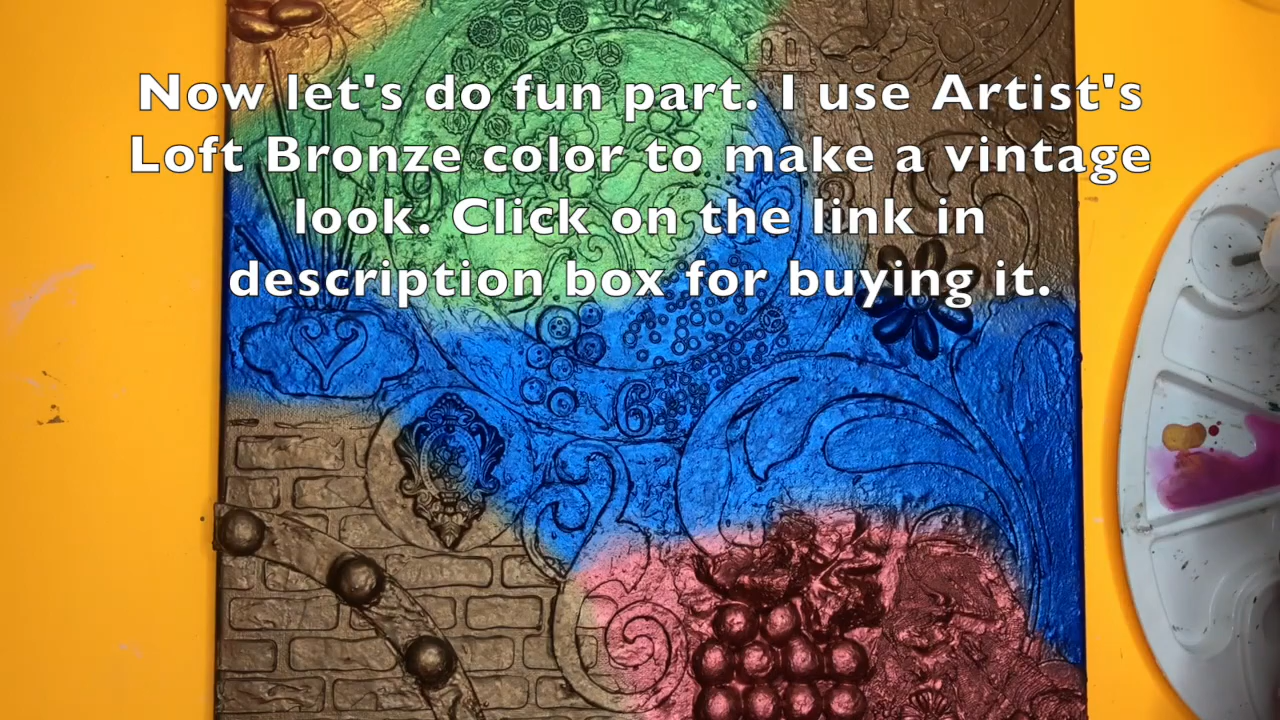 Now let's do fun part. I use Artist's
Loft Bronze color to make a vintage
look. Click on the link in
description box for buying it.
6